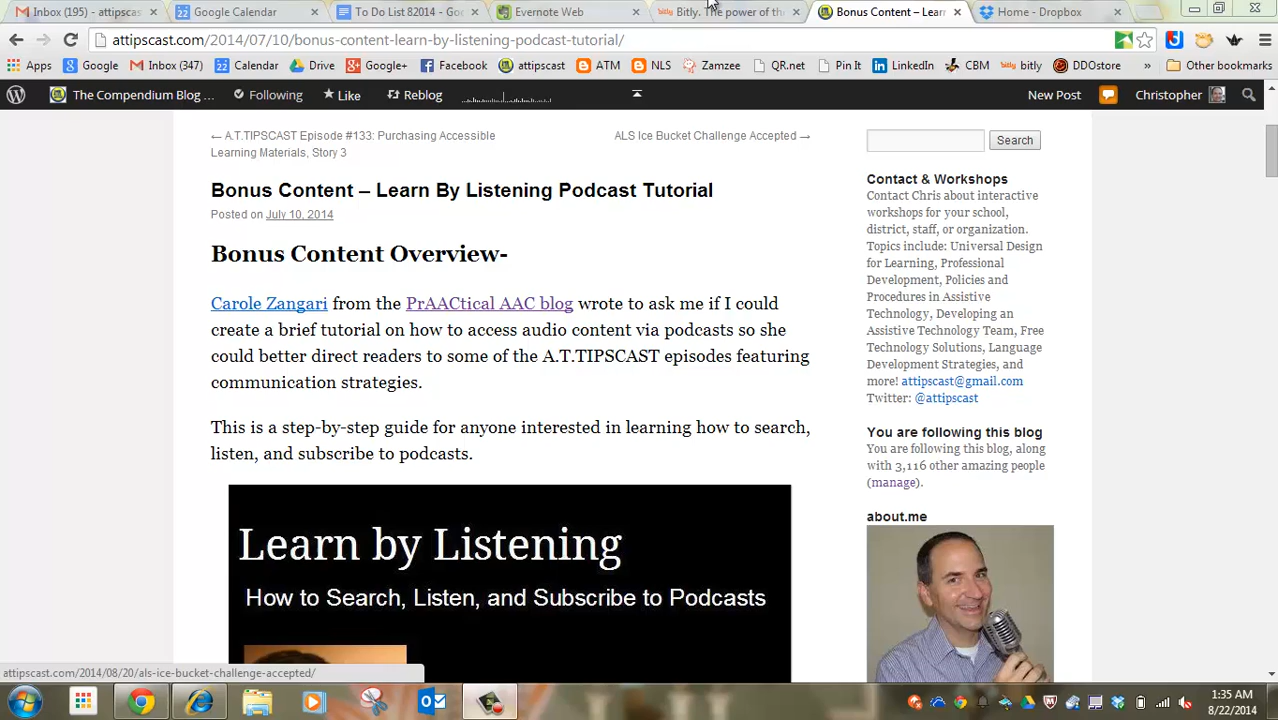 Inbox (195) - attipsc
Google Calendar
To Do List 82014 - Go
Evernote Web
Bitly. The power of th
Bonus Content – Lear
Home - Dropbox
attipscast.com/2014/07/10/bonus-content-learn-by-listening-podcast-tutorial/
Apps Google Inbox (347) Calendar Drive Google+ Facebook attipscast ATM NLS Zamzee QR.net Pin It LinkedIn CBM bitly DDOstore » Other bookmarks
The Compendium Blog ... Following Like Reblog New Post Christopher
← A.T.TIPSCAST Episode #133: Purchasing Accessible
Learning Materials, Story 3
ALS Ice Bucket Challenge Accepted →
Bonus Content – Learn By Listening Podcast Tutorial
Posted on July 10, 2014
Bonus Content Overview-
Carole Zangari from the PrAACtical AAC blog wrote to ask me if I could
create a brief tutorial on how to access audio content via podcasts so she
could better direct readers to some of the A.T.TIPSCAST episodes featuring
communication strategies.
This is a step-by-step guide for anyone interested in learning how to search,
listen, and subscribe to podcasts.
Learn by Listening
How to Search, Listen, and Subscribe to Podcasts
Search
Contact & Workshops
Contact Chris about interactive
workshops for your school,
district, staff, or organization.
Topics include: Universal Design
for Learning, Professional
Development, Policies and
Procedures in Assistive
Technology, Developing an
Assistive Technology Team, Free
Technology Solutions, Language
Development Strategies, and
more! attipscast@gmail.com
Twitter: @attipscast
You are following this blog
You are following this blog, along
with 3,116 other amazing people
(manage).
about.me
attipscast.com/2014/08/20/als-ice-bucket-challenge-accepted/
1:35 AM
8/22/2014